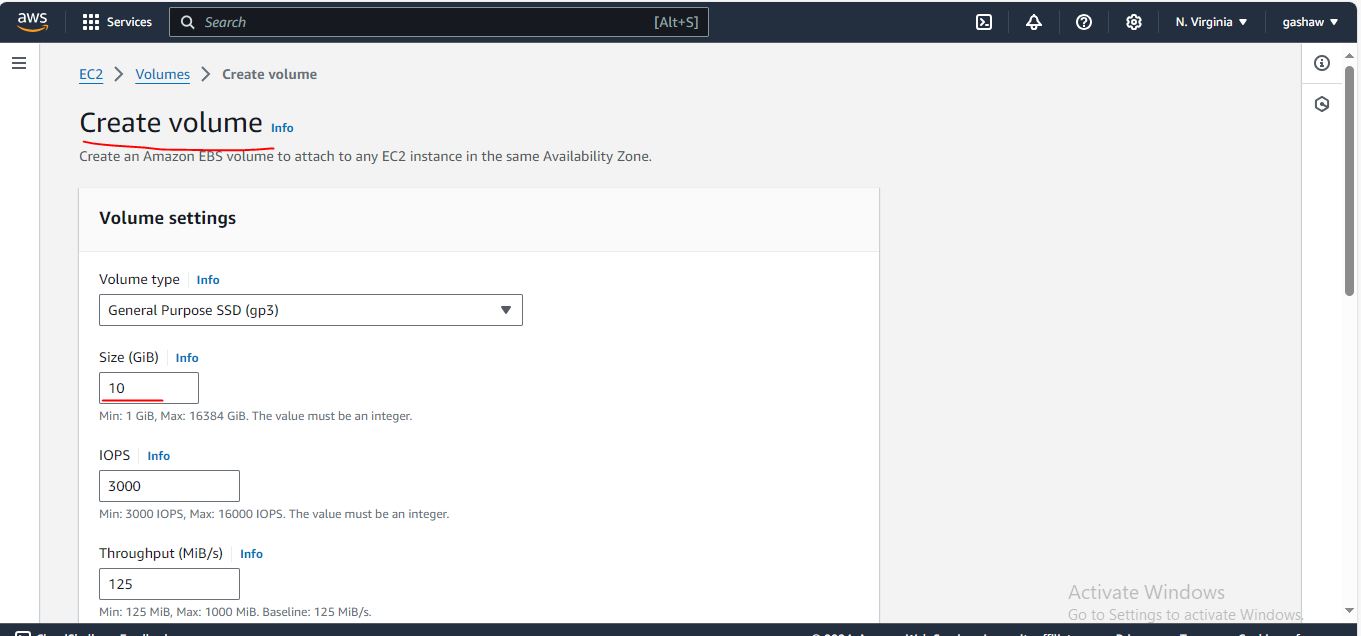 aws
Services
Search
[Alt+S]
N. Virginia
gashaw
EC2 > Volumes > Create volume
Create volume Info
Create an Amazon EBS volume to attach to any EC2 instance in the same Availability Zone.
Volume settings
Volume type Info
General Purpose SSD (gp3)
Size (GiB) Info
10
Min: 1 GiB, Max: 16384 GiB. The value must be an integer.
IOPS Info
3000
Min: 3000 IOPS, Max: 16000 IOPS. The value must be an integer.
Throughput (MiB/s) Info
125
Min: 125 MiB, Max: 1000 MiB. Baseline: 125 MiB/s.
Activate Windows
Go to Settings to activate Windows.